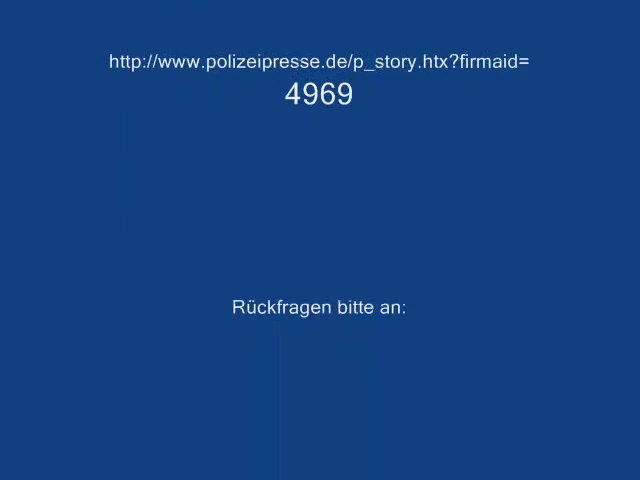 http://www.polizeipresse.de/p_story.htx?firmaid=
4969
Rückfragen bitte an: